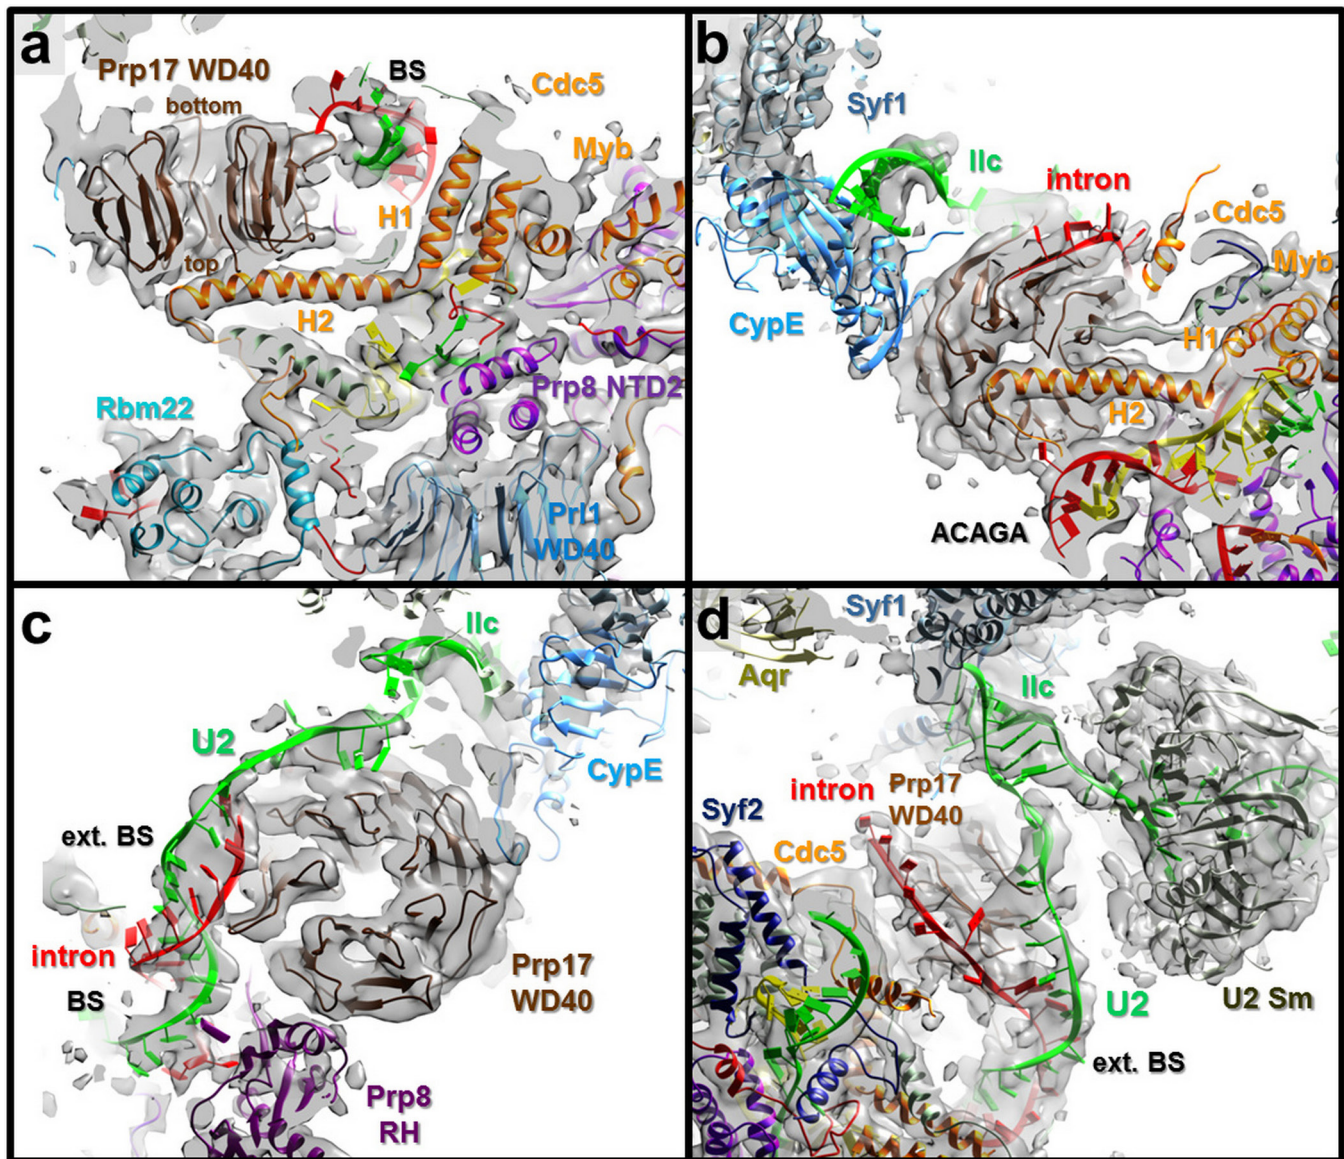 a
Prp17 WD40
bottom
BS
Cdc5
Myb
H1
top
H2
Prp8 NTD2
Rbm22
Prl1
WD40
b
Syf1
IIc
intron
Cdc5
Myb
CypE
H1
H2
ACAGA
c
IIc
U2
CypE
ext. BS
intron
BS
Prp17
WD40
Prp8
RH
d
Syf1
Aqr
IIc
intron
Prp17
WD40
Syf2
Cdc5
U2
U2 Sm
ext. BS